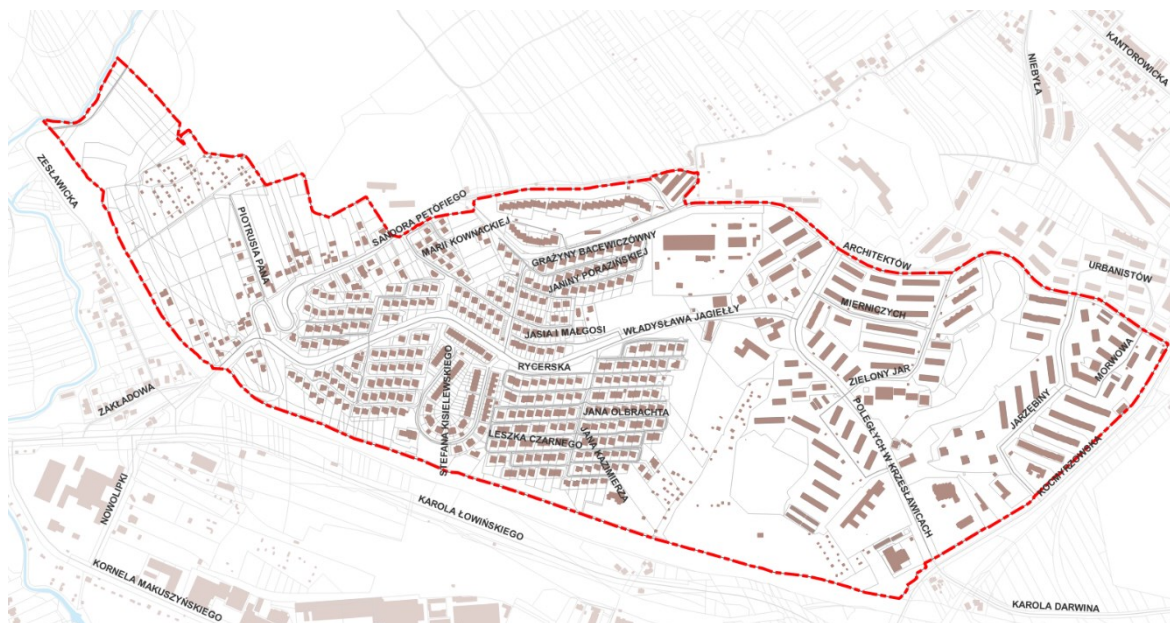 KANTOROWICKA
NIEBYŁA
ZESŁAWICKA
SANDORA PETÖFIEGO
PIOTRUSIA PANA
MARII KOWNACKIEJ
GRAŻYNY BACEWICZÓWNY
ARCHITEKTÓW
URBANISTÓW
JANINY PORAZIŃSKIEJ
MIERNICZYCH
WŁADYSŁAWA JAGIEŁŁY
JASIA I MAŁGOSI
RYCERSKA
MORWOWA
ZIELONY JAR
ZAKŁADOWA
STEFANA KISIELEWSKIEGO
JANA OLBRACHTA
JARZĘBINY
LESZKA CZARNEGO
JANA KAZIMIERZA
POLEGŁYCH W KRZESŁAWICACH
KOCMYRZOWSKA
NOWOLIPKI
KAROLA ŁOWIŃSKIEGO
KORNELA MAKUSZYŃSKIEGO
KAROLA DARWINA